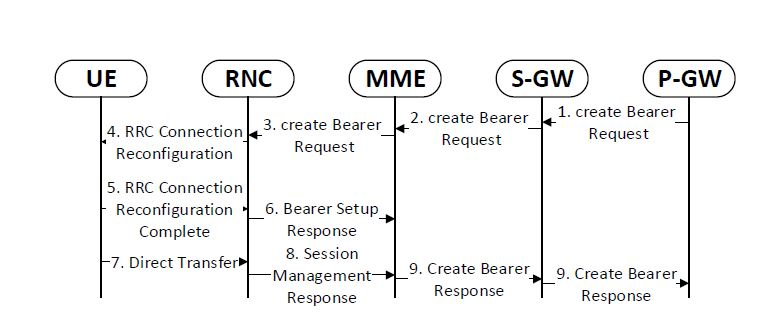 UE
RNC
MME
S-GW
P-GW
1. create Bearer
Request
2. create Bearer
Request
3. create Bearer
Request
4. RRC Connection
Reconfiguration
5. RRC Connection
Reconfiguration
Complete
6. Bearer Setup
Response
7. Direct Transfer
8. Session
Management
Response
9. Create Bearer
Response
9. Create Bearer
Response